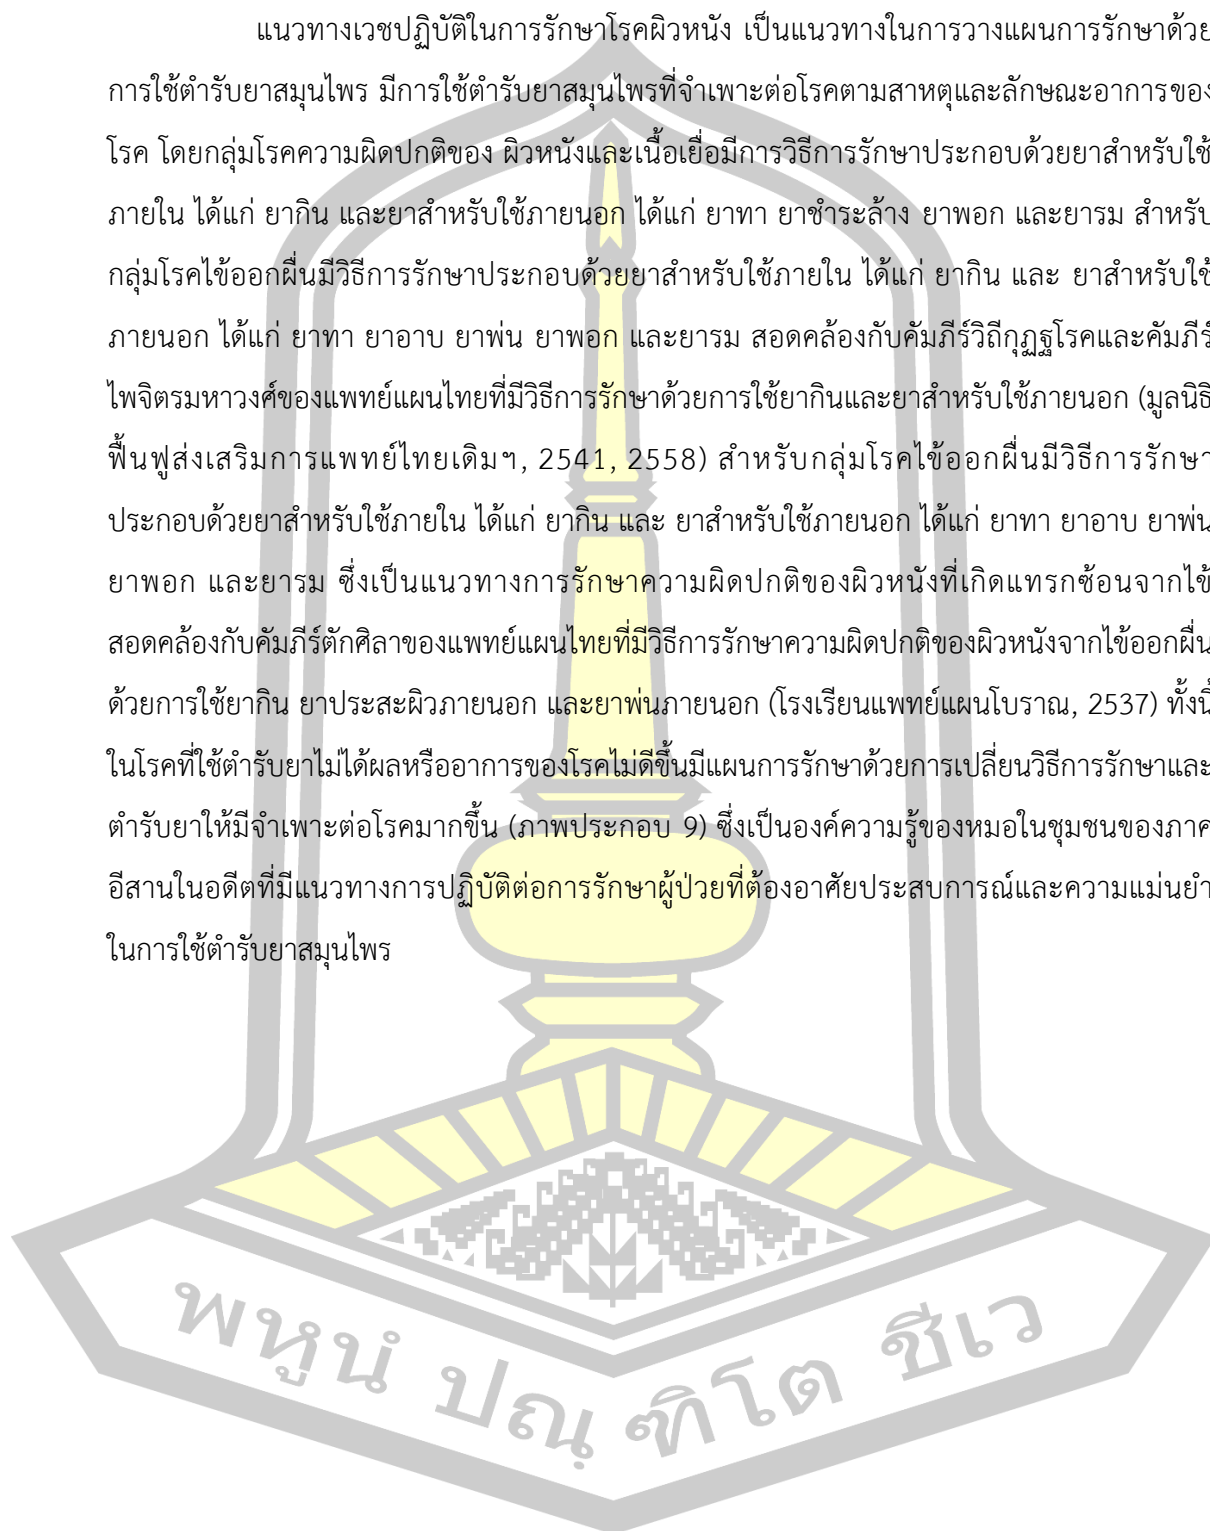 แนวทางเวชปฏิบัติในการรักษาโรคผิวหนัง เป็นแนวทางในการวางแผนการรักษาด้วย
การใช้ตำรับยาสมุนไพร มีการใช้ตำรับยาสมุนไพรที่จำเพาะต่อโรคตามสาหตุและลักษณะอาการของ
โรค โดยกลุ่มโรคความผิดปกติของ ผิวหนังและเนื้อเยื่อมีการวิธีการรักษาประกอบด้วยยาสำหรับใช้
ภายใน ได้แก่ ยากิน และยาสำหรับใช้ภายนอก ได้แก่ ยาทา ยาชำระล้าง ยาพอก และยารม สำหรับ
กลุ่มโรคไข้ออกผื่นมีวิธีการรักษาประกอบด้วยยาสำหรับใช้ภายใน ได้แก่ ยากิน และ ยาสำหรับใช้
ภายนอก ได้แก่ ยาทา ยาอาบ ยาพ่น ยาพอก และยารม สอดคล้องกับคัมภีร์วิถีกุฏฐโรคและคัมภีร์
ไพจิตรมหาวงศ์ของแพทย์แผนไทยที่มีวิธีการรักษาด้วยการใช้ยากินและยาสำหรับใช้ภายนอก (มูลนิธิ
ฟื้นฟูส่งเสริมการแพทย์ไทยเดิมฯ, 2541, 2558) สำหรับกลุ่มโรคไข้ออกผื่นมีวิธีการรักษา
ประกอบด้วยยาสำหรับใช้ภายใน ได้แก่ ยากิน และ ยาสำหรับใช้ภายนอก ได้แก่ ยาทา ยาอาบ ยาพ่น
ยาพอก และยารม ซึ่งเป็นแนวทางการรักษาความผิดปกติของผิวหนังที่เกิดแทรกซ้อนจากไข้
สอดคล้องกับคัมภีร์ตักศิลาของแพทย์แผนไทยที่มีวิธีการรักษาความผิดปกติของผิวหนังจากไข้ออกผื่น
ด้วยการใช้ยากิน ยาประสะผิวภายนอก และยาพ่นภายนอก (โรงเรียนแพทย์แผนโบราณ, 2537) ทั้งนี้
ในโรคที่ใช้ตำรับยาไม่ได้ผลหรืออาการของโรคไม่ดีขึ้นมีแผนการรักษาด้วยการเปลี่ยนวิธีการรักษาและ
ตำรับยาให้มีจำเพาะต่อโรคมากขึ้น (ภาพประกอบ 9) ซึ่งเป็นองค์ความรู้ของหมอในชุมชนของภาค
อีสานในอดีตที่มีแนวทางการปฏิบัติต่อการรักษาผู้ป่วยที่ต้องอาศัยประสบการณ์และความแม่นยำ
ในการใช้ตำรับยาสมุนไพร
พหูนํ ปณฺฑิโต ชีเว